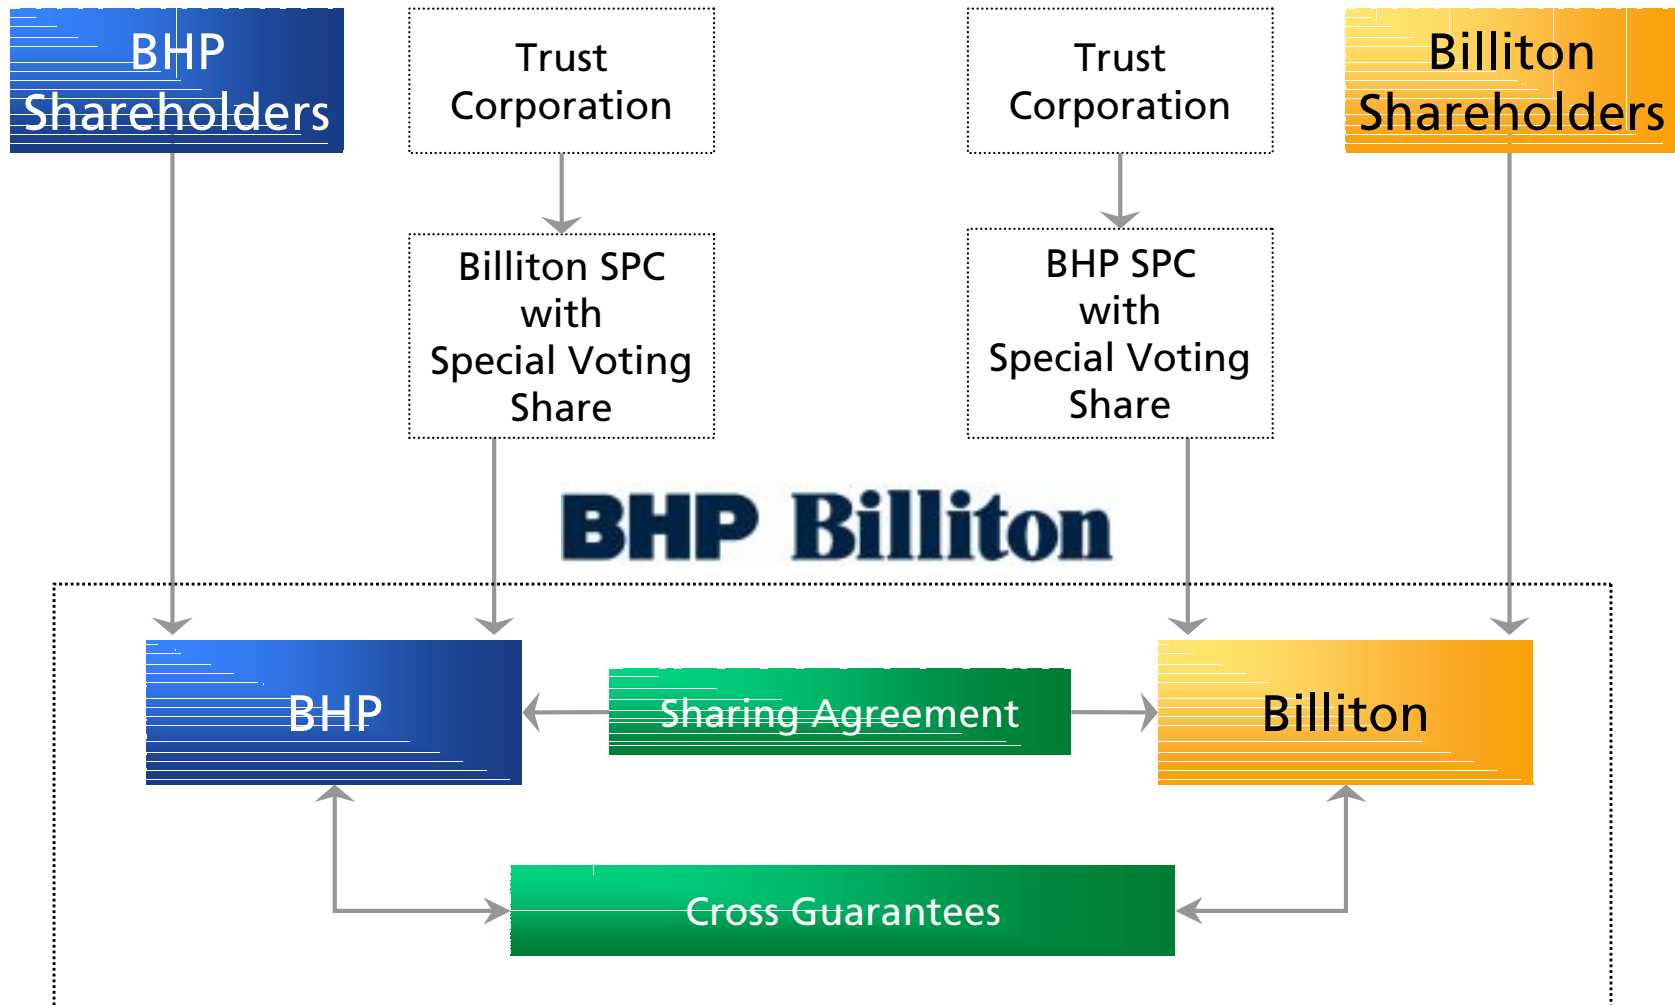 BHP
Shareholders
Trust
Corporation
Trust
Corporation
Billiton
Shareholders
Billiton SPC
with
Special Voting
Share
BHP SPC
with
Special Voting
Share
BHP Billiton
BHP
Sharing Agreement
Billiton
Cross Guarantees